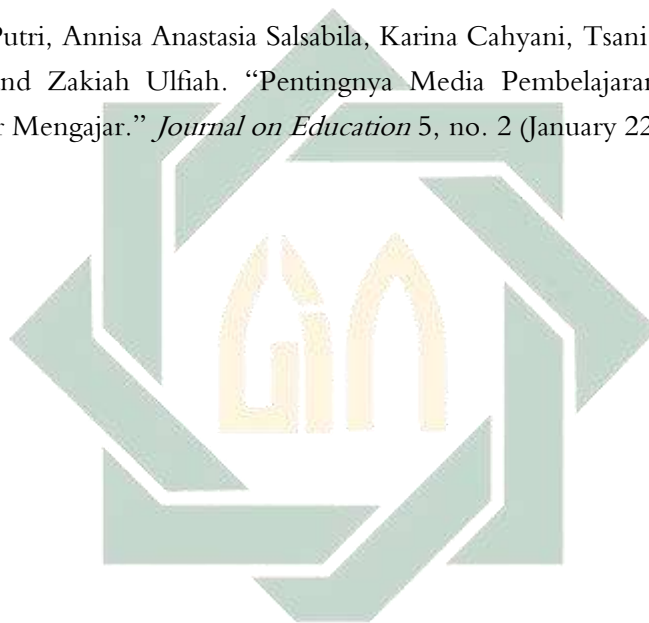 Putri, Annisa Anastasia Salsabila, Karina Cahyani, Tsani
nd Zakiah Ulfiah. “Pentingnya Media Pembelajaran
r Mengajar.” Journal on Education 5, no. 2 (January 22
uin